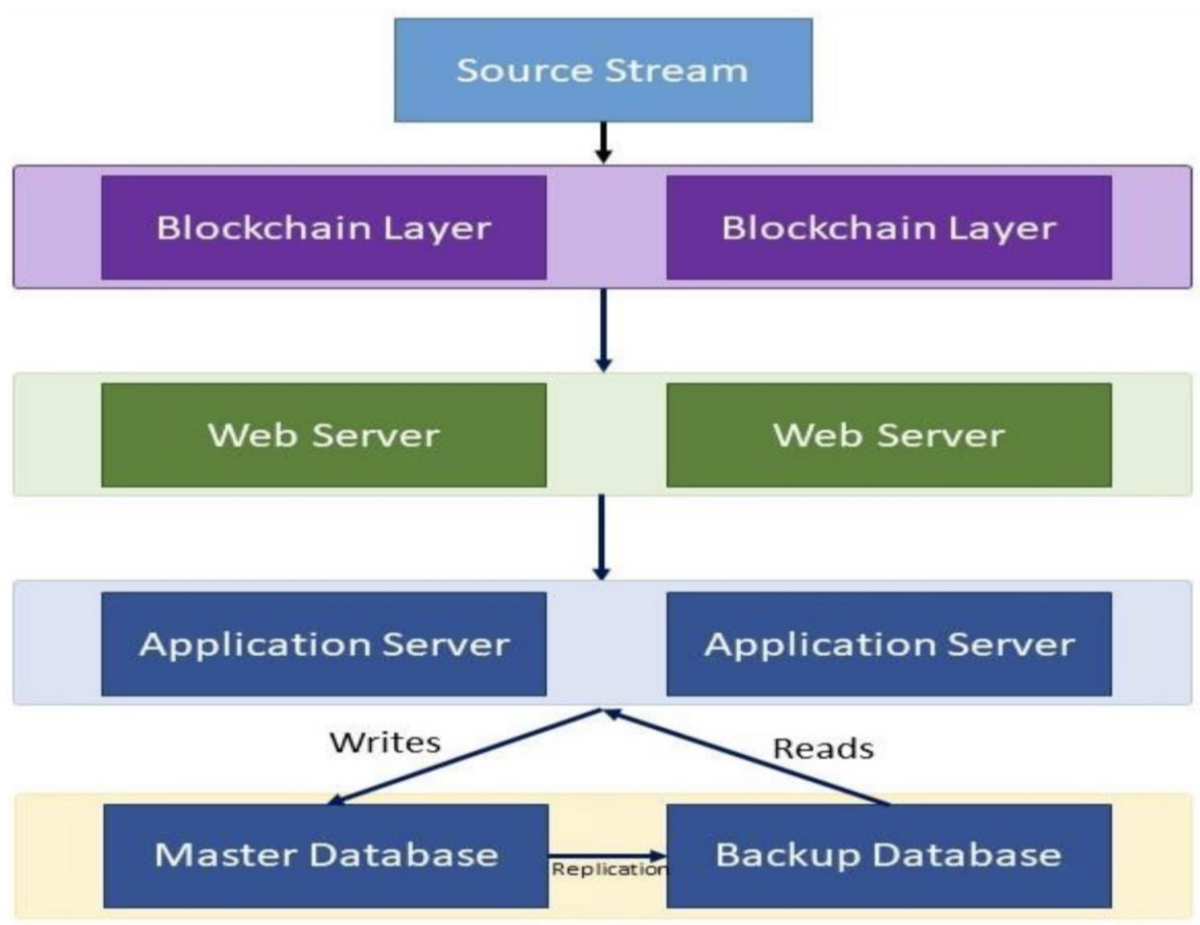 Source Stream
Blockchain Layer
Blockchain Layer
Web Server
Web Server
Application Server
Application Server
Writes
Reads
Master Database
Replication
Backup Database